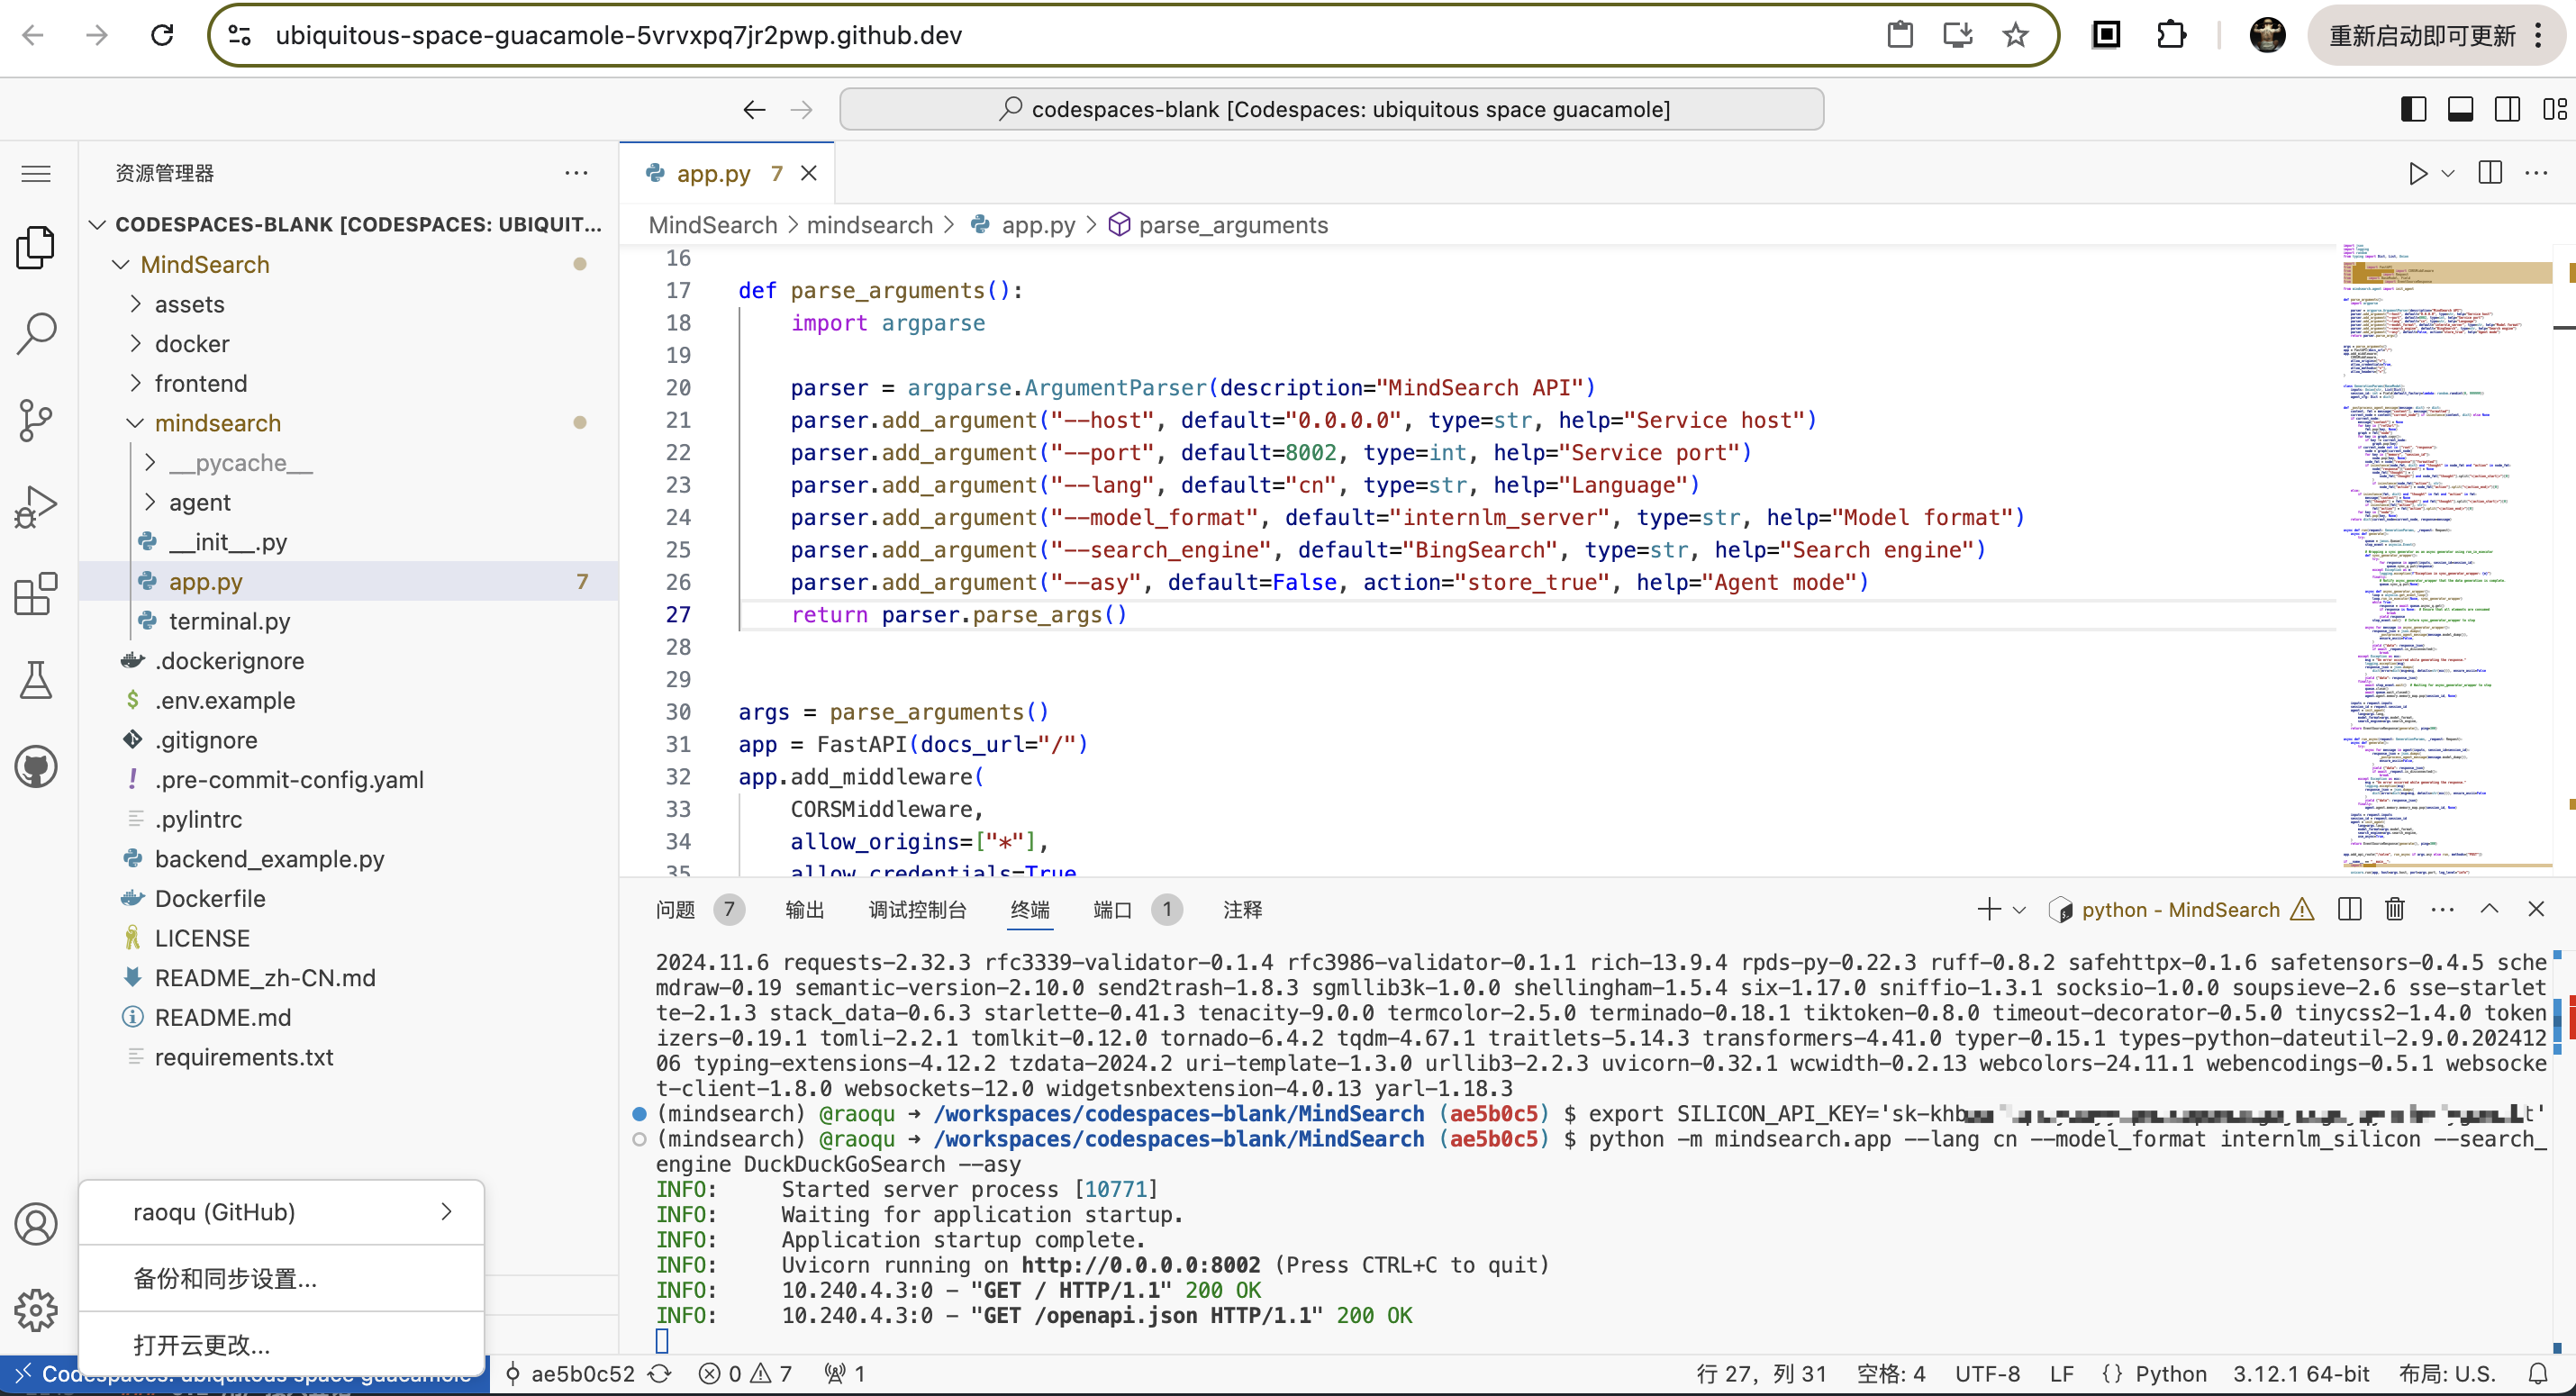 ubiquitous-space-guacamole-5vrvxpq7jr2pwp.github.dev
重新启动即可更新
codespaces-blank [Codespaces: ubiquitous space guacamole]
资源管理器
CODESPACES-BLANK [CODESPACES: UBIQUIT...
MindSearch
assets
docker
frontend
mindsearch
__pycache__
agent
__init__.py
app.py 7
terminal.py
.dockerignore
.env.example
.gitignore
.pre-commit-config.yaml
.pylintrc
backend_example.py
Dockerfile
LICENSE
README_zh-CN.md
README.md
requirements.txt
raoqu (GitHub)
备份和同步设置...
打开云更改...
app.py 7
MindSearch > mindsearch > app.py > parse_arguments
16
17 def parse_arguments():
18 import argparse
19
20 parser = argparse.ArgumentParser(description="MindSearch API")
21 parser.add_argument("--host", default="0.0.0.0", type=str, help="Service host")
22 parser.add_argument("--port", default=8002, type=int, help="Service port")
23 parser.add_argument("--lang", default="cn", type=str, help="Language")
24 parser.add_argument("--model_format", default="internlm_server", type=str, help="Model format")
25 parser.add_argument("--search_engine", default="BingSearch", type=str, help="Search engine")
26 parser.add_argument("--asy", default=False, action="store_true", help="Agent mode")
27 return parser.parse_args()
28
29
30 args = parse_arguments()
31 app = FastAPI(docs_url="/")
32 app.add_middleware(
33 CORSMiddleware,
34 allow_origins=["*"],
35 allow_credentials=True
问题 7 输出 调试控制台 终端 端口 1 注释
python - MindSearch
2024.11.6 requests-2.32.3 rfc3339-validator-0.1.4 rfc3986-validator-0.1.1 rich-13.9.4 rpds-py-0.22.3 ruff-0.8.2 safehttpx-0.1.6 safetensors-0.4.5 sche
mdraw-0.19 semantic-version-2.10.0 send2trash-1.8.3 sgmllib3k-1.0.0 shellingham-1.5.4 six-1.17.0 sniffio-1.3.1 socksio-1.0.0 soupsieve-2.6 sse-starlet
te-2.1.3 stack_data-0.6.3 starlette-0.41.3 tenacity-9.0.0 termcolor-2.5.0 terminado-0.18.1 tiktoken-0.8.0 timeout-decorator-0.5.0 tinycss2-1.4.0 token
izers-0.19.1 tomli-2.2.1 tomlkit-0.12.0 tornado-6.4.2 tqdm-4.67.1 traitlets-5.14.3 transformers-4.41.0 typer-0.15.1 types-python-dateutil-2.9.0.202412
06 typing-extensions-4.12.2 tzdata-2024.2 uri-template-1.3.0 urllib3-2.2.3 uvicorn-0.32.1 wcwidth-0.2.13 webcolors-24.11.1 webencodings-0.5.1 websocke
t-client-1.8.0 websockets-12.0 widgetsnbextension-4.0.13 yarl-1.18.3
(mindsearch) @raoqu ➜ /workspaces/codespaces-blank/MindSearch (ae5b0c5) $ export SILICON_API_KEY='sk-khb t'
(mindsearch) @raoqu ➜ /workspaces/codespaces-blank/MindSearch (ae5b0c5) $ python -m mindsearch.app --lang cn --model_format internlm_silicon --search_
engine DuckDuckGoSearch --asy
INFO: Started server process [10771]
INFO: Waiting for application startup.
INFO: Application startup complete.
INFO: Uvicorn running on http://0.0.0.0:8002 (Press CTRL+C to quit)
INFO: 10.240.4.3:0 - "GET / HTTP/1.1" 200 OK
INFO: 10.240.4.3:0 - "GET /openapi.json HTTP/1.1" 200 OK
Codespaces: ubiquitous space guacamole ae5b0c52 0 7 1 行 27，列 31 空格: 4 UTF-8 LF {} Python 3.12.1 64-bit 布局: U.S.